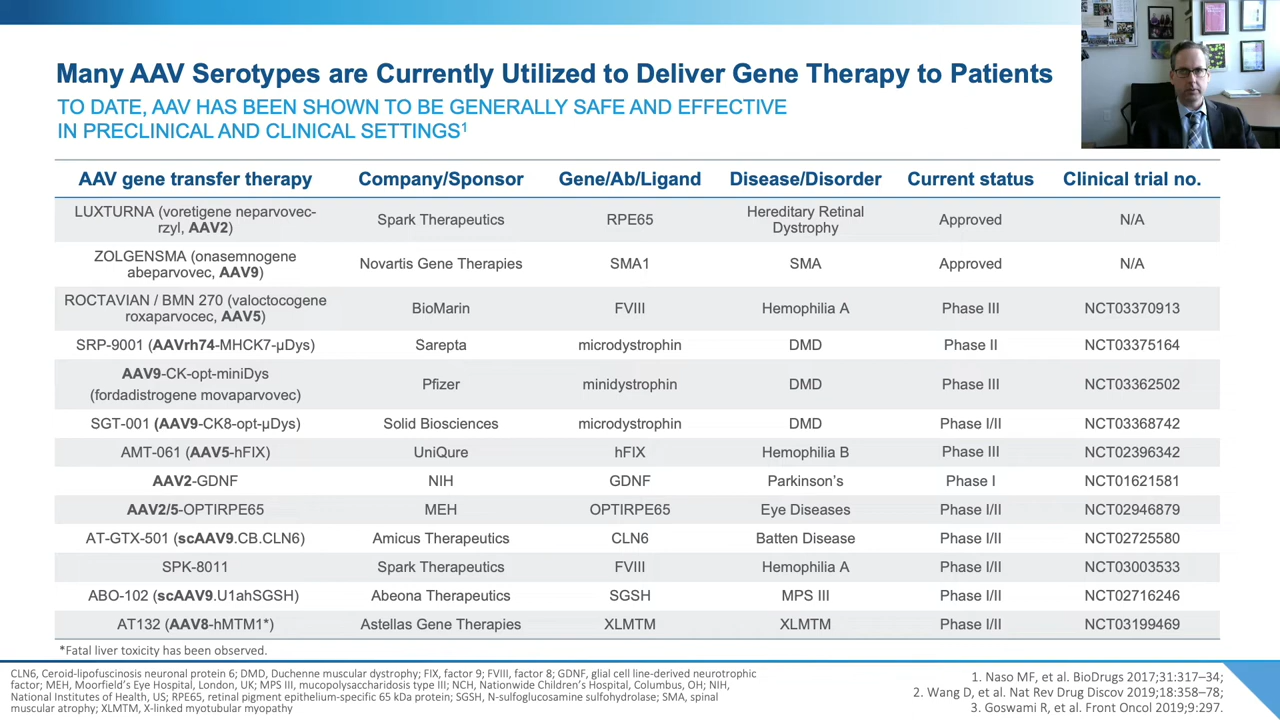 Many AAV Serotypes are Currently Utilized to Deliver Gene Therapy to Patients
TO DATE, AAV HAS BEEN SHOWN TO BE GENERALLY SAFE AND EFFECTIVE
IN PRECLINICAL AND CLINICAL SETTINGS1
AAV gene transfer therapy Company/Sponsor Gene/Ab/Ligand Disease/Disorder Current status Clinical trial no.
LUXTURNA (voretigene neparvovec-
rzyl, AAV2) Spark Therapeutics RPE65 Hereditary Retinal
Dystrophy Approved N/A
ZOLGENSMA (onasemnogene
abeparvovec, AAV9) Novartis Gene Therapies SMA1 SMA Approved N/A
ROCTAVIAN / BMN 270 (valoctocogene
roxaparvocec, AAV5) BioMarin FVIII Hemophilia A Phase III NCT03370913
SRP-9001 (AAVrh74-MHCK7-µDys) Sarepta microdystrophin DMD Phase II NCT03375164
AAV9-CK-opt-miniDys
(fordadistrogene movaparvovec) Pfizer minidystrophin DMD Phase III NCT03362502
SGT-001 (AAV9-CK8-opt-µDys) Solid Biosciences microdystrophin DMD Phase I/II NCT03368742
AMT-061 (AAV5-hFIX) UniQure hFIX Hemophilia B Phase III NCT02396342
AAV2-GDNF NIH GDNF Parkinson's Phase I NCT01621581
AAV2/5-OPTIRPE65 MEH OPTIRPE65 Eye Diseases Phase I/II NCT02946879
AT-GTX-501 (scAAV9.CB.CLN6) Amicus Therapeutics CLN6 Batten Disease Phase I/II NCT02725580
SPK-8011 Spark Therapeutics FVIII Hemophilia A Phase I/II NCT03003533
ABO-102 (scAAV9.U1ahSGSH) Abeona Therapeutics SGSH MPS III Phase I/II NCT02716246
AT132 (AAV8-hMTM1*) Astellas Gene Therapies XLMTM XLMTM Phase I/II NCT03199469
*Fatal liver toxicity has been observed.
CLN6, Ceroid-lipofuscinosis neuronal protein 6; DMD, Duchenne muscular dystrophy; FIX, factor 9; FVIII, factor 8; GDNF, glial cell line-derived neurotrophic
factor; MEH, Moorfield's Eye Hospital, London, UK; MPS III, mucopolysaccharidosis type III; NCH, Nationwide Children's Hospital, Columbus, OH; NIH,
National Institutes of Health, US; RPE65, retinal pigment epithelium-specific 65 kDa protein; SGSH, N-sulfoglucosamine sulfohydrolase; SMA, spinal
muscular atrophy; XLMTM, X-linked myotubular myopathy
1. Naso MF, et al. BioDrugs 2017;31:317–34;
2. Wang D, et al. Nat Rev Drug Discov 2019;18:358–78;
3. Goswami R, et al. Front Oncol 2019;9:297.